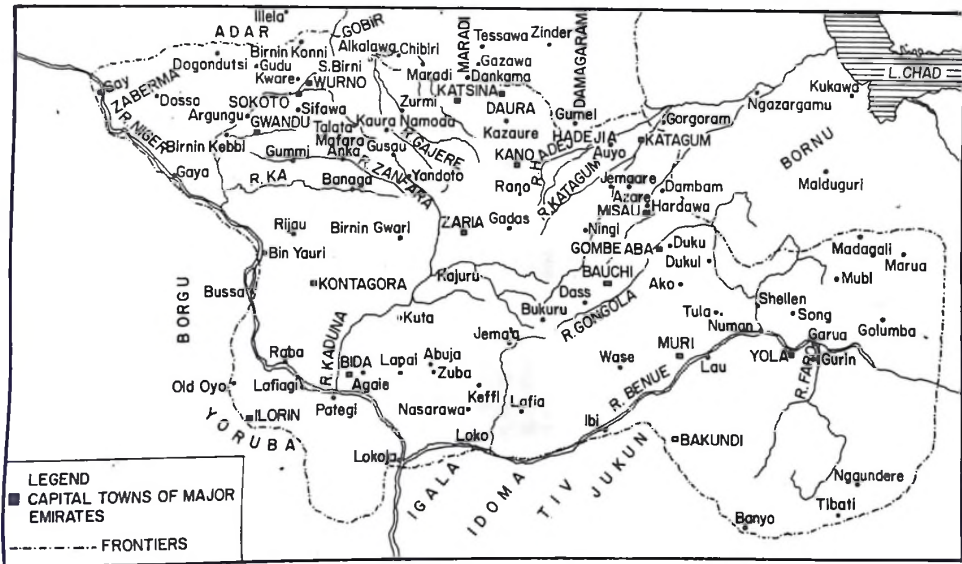 Illela
ADAR
GOBIR
Birnin Konni
Alkalawa
Chibiri
MARADI
Tessawa
Zinder
DAMAGARAM
Dogondutsi
Gudu
S. Birni
Gazawa
L. CHAD
Say
Kware
WURNO
Maradi
Dankama
Kukawa
ZABERMA
Dossa
SOKOTO
Sifawa
Zurmi
KATSINA
DAURA
Ngazargamu
Argungu
GWANDU
Kaura Namoda
Gumel
Gorgoram
R. NIGER
Birnin Kebbi
Talata
Mafara
R. GAJERE
Kazaure
HADEJIA
KATAGUM
BORNU
Gummi
Anka
Gusau
KANO
R. HADEJ
Auyo
Gaya
R. KA
R. ZANFARA
Yandoto
Rano
R. KATAGUM
Jemaare
Dambam
Malduguri
Banaga
Azare
Hardawa
MISAU
Rijau
Birnin Gwari
ZARIA
Gadas
Ningi
GOMBE ABA
Duku
Madagali
Bin Yauri
Dukul
Marua
Kajuru
BAUCHI
Mubl
KONTAGORA
Ako
BORGU
Bussa
Dass
R. GONGOLA
Shellen
Kuta
Bukuru
Tula
Song
Numan
Golumba
Jema'a
Garua
Raba
R. KADUNA
MURI
YOLA
Gurin
BIDA
Lapai
Abuja
Zuba
Wase
Lau
R. FARO
Old Oyo
Lafiagi
Agaie
Keffi
R. BENUE
Pategi
Nasarawa
Lafia
ILORIN
Ibi
YORUBA
Loko
BAKUNDI
Lokoja
IGALA
IDOMA
TIV
JUKUN
Nggundere
Tibati
Banyo
LEGEND
CAPITAL TOWNS OF MAJOR
EMIRATES
FRONTIERS